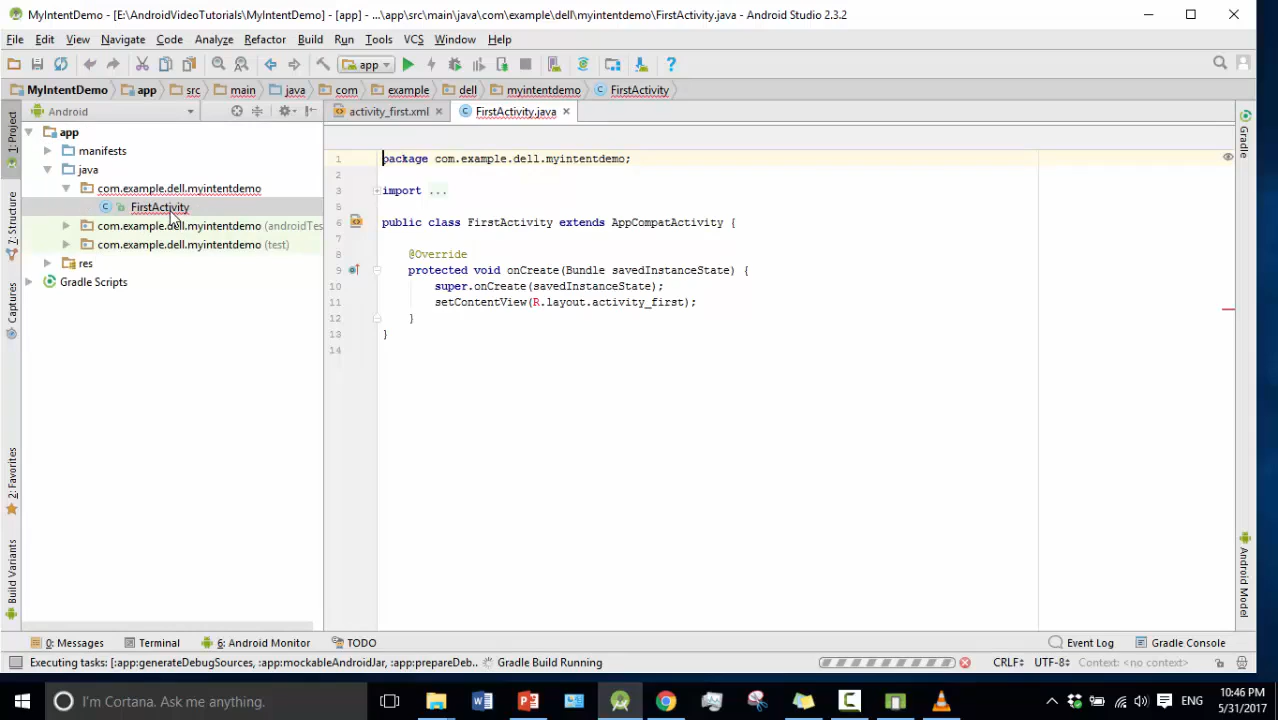 MyIntentDemo - [E:\AndroidVideoTutorials\MyIntentDemo] - [app] - ...\app\src\main\java\com\example\dell\myintentdemo\FirstActivity.java - Android Studio 2.3.2
File Edit View Navigate Code Analyze Refactor Build Run Tools VCS Window Help
app
MyIntentDemo app src main java com example dell myintentdemo FirstActivity
Android
activity_first.xml
FirstActivity.java
app
manifests
java
com.example.dell.myintentdemo
FirstActivity
com.example.dell.myintentdemo (androidTes
com.example.dell.myintentdemo (test)
res
Gradle Scripts
1: Project
7: Structure
Captures
2: Favorites
Build Variants
1 package com.example.dell.myintentdemo;
2
3 import ...
5
6 public class FirstActivity extends AppCompatActivity {
7
8 @Override
9 protected void onCreate(Bundle savedInstanceState) {
10 super.onCreate(savedInstanceState);
11 setContentView(R.layout.activity_first);
12 }
13 }
14
Gradle
Android Model
0: Messages Terminal 6: Android Monitor TODO Event Log Gradle Console
Executing tasks: [:app:generateDebugSources, :app:mockableAndroidJar, :app:prepareDeb.. Gradle Build Running CRLF UTF-8 Context: <no context>
I'm Cortana. Ask me anything.
ENG
10:46 PM
5/31/2017